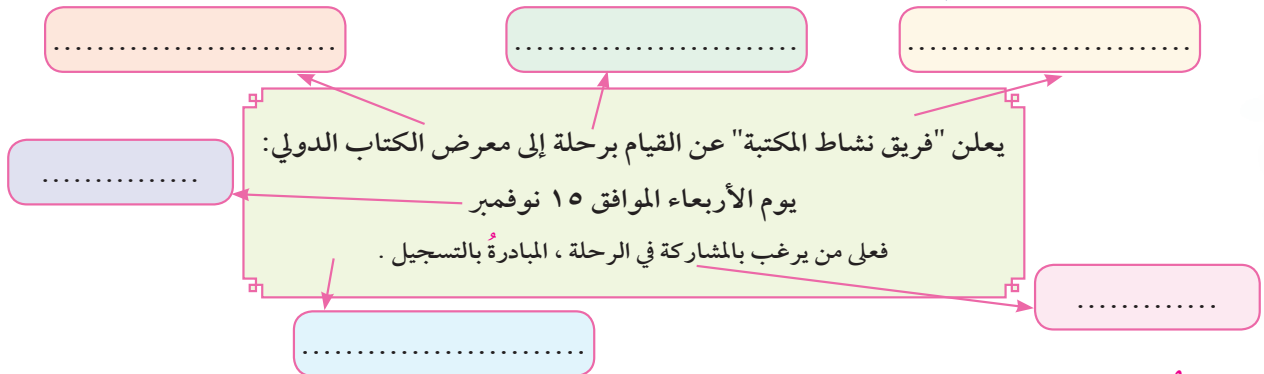 ..........................
..........................
..........................
يعلن "فريق نشاط المكتبة" عن القيام برحلة إلى معرض الكتاب الدولي:
...............
يوم الأربعاء الموافق ١٥ نوفمبر
فعلى من يرغب بالمشاركة في الرحلة ، المبادرةُ بالتسجيل .
.............
..........................